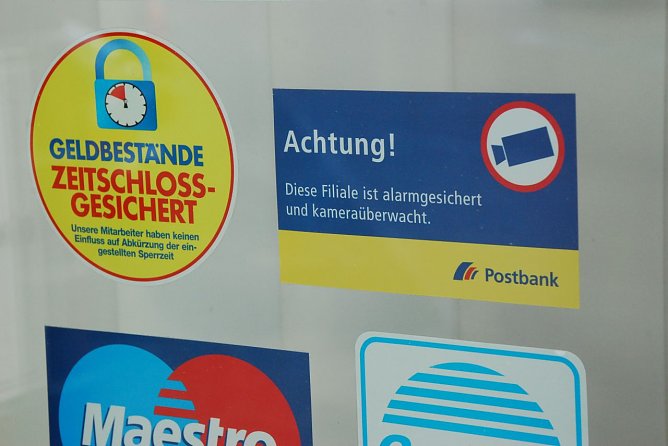 GELDBESTÄNDE
ZEITSCHLOSS-
GESICHERT
Unsere Mitarbeiter haben keinen
Einfluss auf Abkürzung der ein-
gestellten Sperrzeit
Achtung!
Diese Filiale ist alarmgesichert
und kameraüberwacht.
Postbank
Maestro